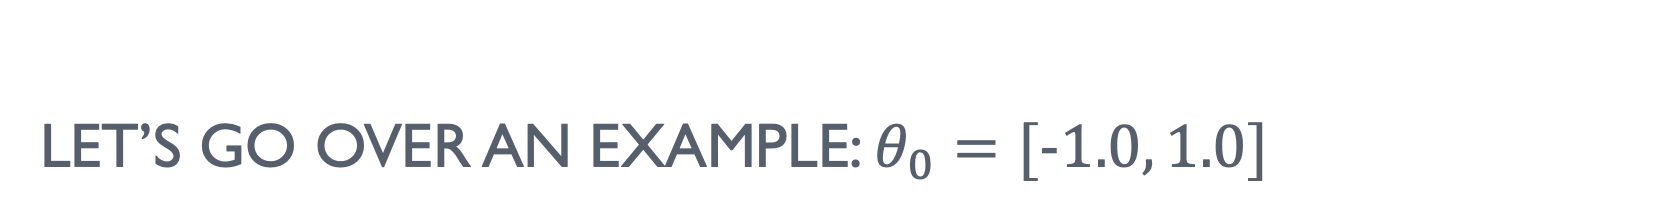 LET’S GO OVER AN EXAMPLE: θ₀ = [-1.0, 1.0]